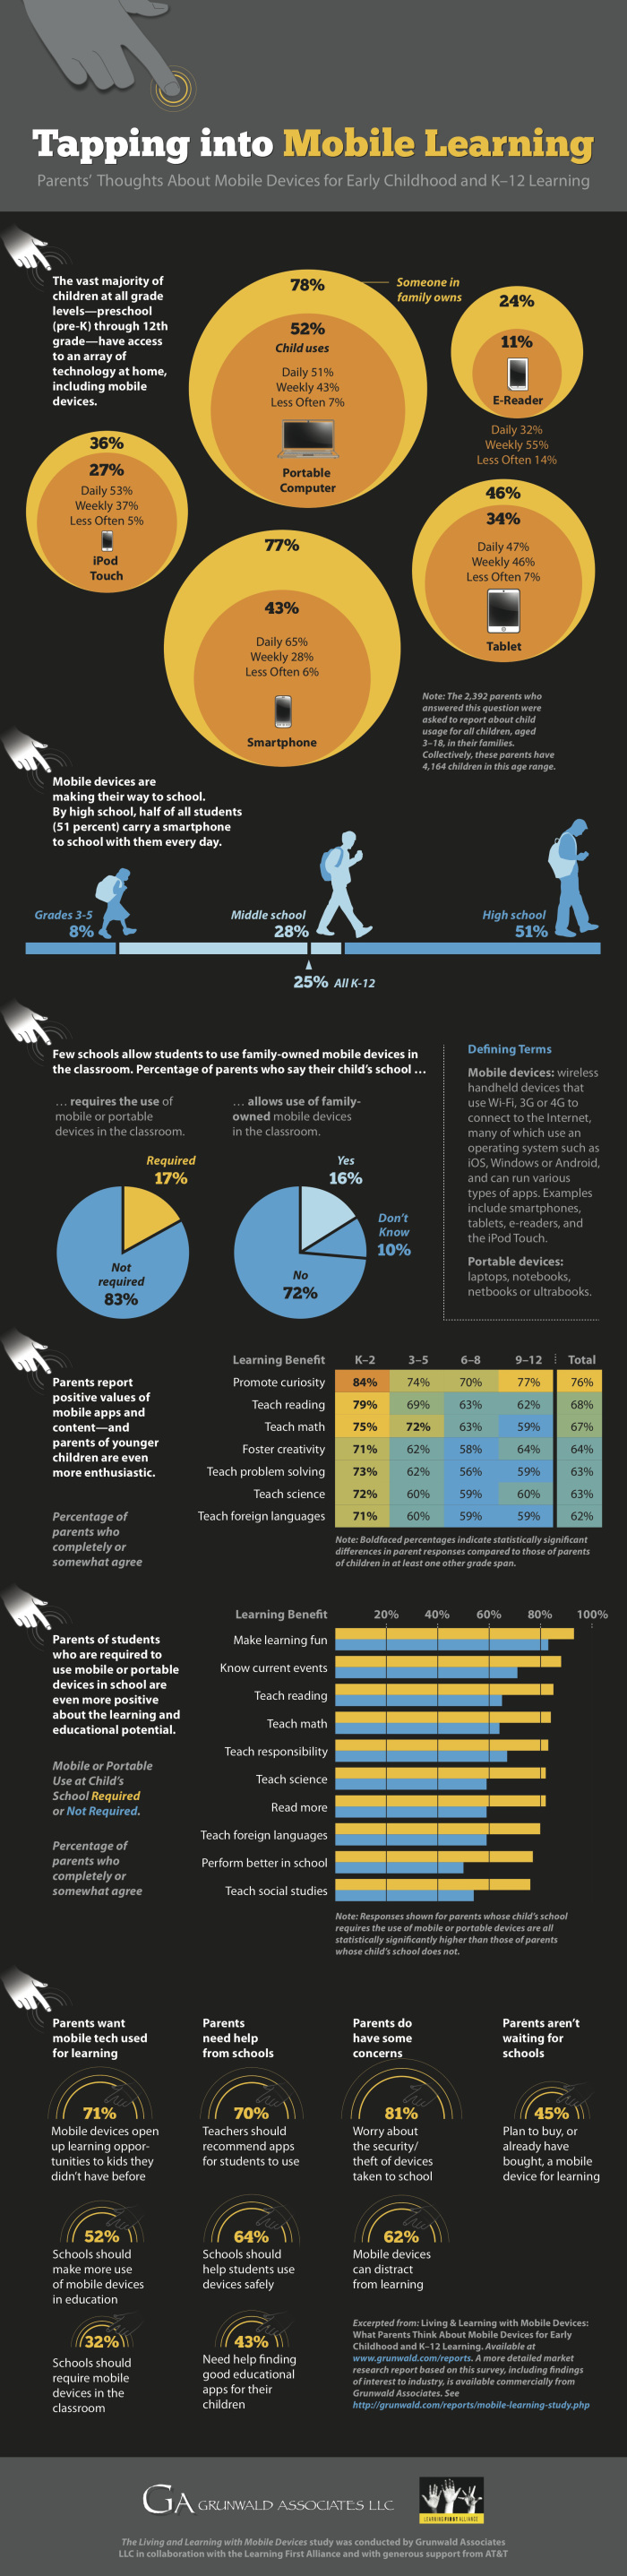 Tapping into Mobile Learning
Parents' Thoughts About Mobile Devices for Early Childhood and K–12 Learning
The vast majority of
children at all grade
levels—preschool
(pre-K) through 12th
grade—have access
to an array of
technology at home,
including mobile
devices.
78%
Someone in
family owns
52%
Child uses
Daily 51%
Weekly 43%
Less Often 7%
Portable
Computer
24%
11%
E-Reader
Daily 32%
Weekly 55%
Less Often 14%
36%
27%
Daily 53%
Weekly 37%
Less Often 5%
iPod
Touch
46%
34%
Daily 47%
Weekly 46%
Less Often 7%
Tablet
77%
43%
Daily 65%
Weekly 28%
Less Often 6%
Smartphone
Note: The 2,392 parents who
answered this question were
asked to report about child
usage for all children, aged
3–18, in their families.
Collectively, these parents have
4,164 children in this age range.
Mobile devices are
making their way to school.
By high school, half of all students
(51 percent) carry a smartphone
to school with them every day.
Grades 3-5
8%
Middle school
28%
High school
51%
25% All K-12
Few schools allow students to use family-owned mobile devices in
the classroom. Percentage of parents who say their child's school …
… requires the use of
mobile or portable
devices in the classroom.
Required
17%
Not
required
83%
… allows use of family-
owned mobile devices
in the classroom.
Yes
16%
Don't
Know
10%
No
72%
Defining Terms
Mobile devices: wireless
handheld devices that
use Wi-Fi, 3G or 4G to
connect to the Internet,
many of which use an
operating system such as
iOS, Windows or Android,
and can run various
types of apps. Examples
include smartphones,
tablets, e-readers, and
the iPod Touch.
Portable devices:
laptops, notebooks,
netbooks or ultrabooks.
Parents report
positive values of
mobile apps and
content—and
parents of younger
children are even
more enthusiastic.
Percentage of
parents who
completely or
somewhat agree
Learning Benefit K–2 3–5 6–8 9–12 Total
Promote curiosity 84% 74% 70% 77% 76%
Teach reading 79% 69% 63% 62% 68%
Teach math 75% 72% 63% 59% 67%
Foster creativity 71% 62% 58% 64% 64%
Teach problem solving 73% 62% 56% 59% 63%
Teach science 72% 60% 59% 60% 63%
Teach foreign languages 71% 60% 59% 59% 62%
Note: Boldfaced percentages indicate statistically significant
differences in parent responses compared to those of parents
of children in at least one other grade span.
Parents of students
who are required to
use mobile or portable
devices in school are
even more positive
about the learning and
educational potential.
Mobile or Portable
Use at Child's
School Required
or Not Required.
Percentage of
parents who
completely or
somewhat agree
Learning Benefit 20% 40% 60% 80% 100%
Make learning fun
Know current events
Teach reading
Teach math
Teach responsibility
Teach science
Read more
Teach foreign languages
Perform better in school
Teach social studies
Note: Responses shown for parents whose child's school
requires the use of mobile or portable devices are all
statistically significantly higher than those of parents
whose child's school does not.
Parents want
mobile tech used
for learning
71%
Mobile devices open
up learning oppor-
tunities to kids they
didn't have before
52%
Schools should
make more use
of mobile devices
in education
32%
Schools should
require mobile
devices in the
classroom
Parents
need help
from schools
70%
Teachers should
recommend apps
for students to use
64%
Schools should
help students use
devices safely
43%
Need help finding
good educational
apps for their
children
Parents do
have some
concerns
81%
Worry about
the security/
theft of devices
taken to school
62%
Mobile devices
can distract
from learning
Parents aren't
waiting for
schools
45%
Plan to buy, or
already have
bought, a mobile
device for learning
Excerpted from: Living & Learning with Mobile Devices:
What Parents Think About Mobile Devices for Early
Childhood and K–12 Learning. Available at
www.grunwald.com/reports. A more detailed market
research report based on this survey, including findings
of interest to industry, is available commercially from
Grunwald Associates. See
http://grunwald.com/reports/mobile-learning-study.php
GA GRUNWALD ASSOCIATES LLC
LEARNING FIRST ALLIANCE
The Living and Learning with Mobile Devices study was conducted by Grunwald Associates
LLC in collaboration with the Learning First Alliance and with generous support from AT&T